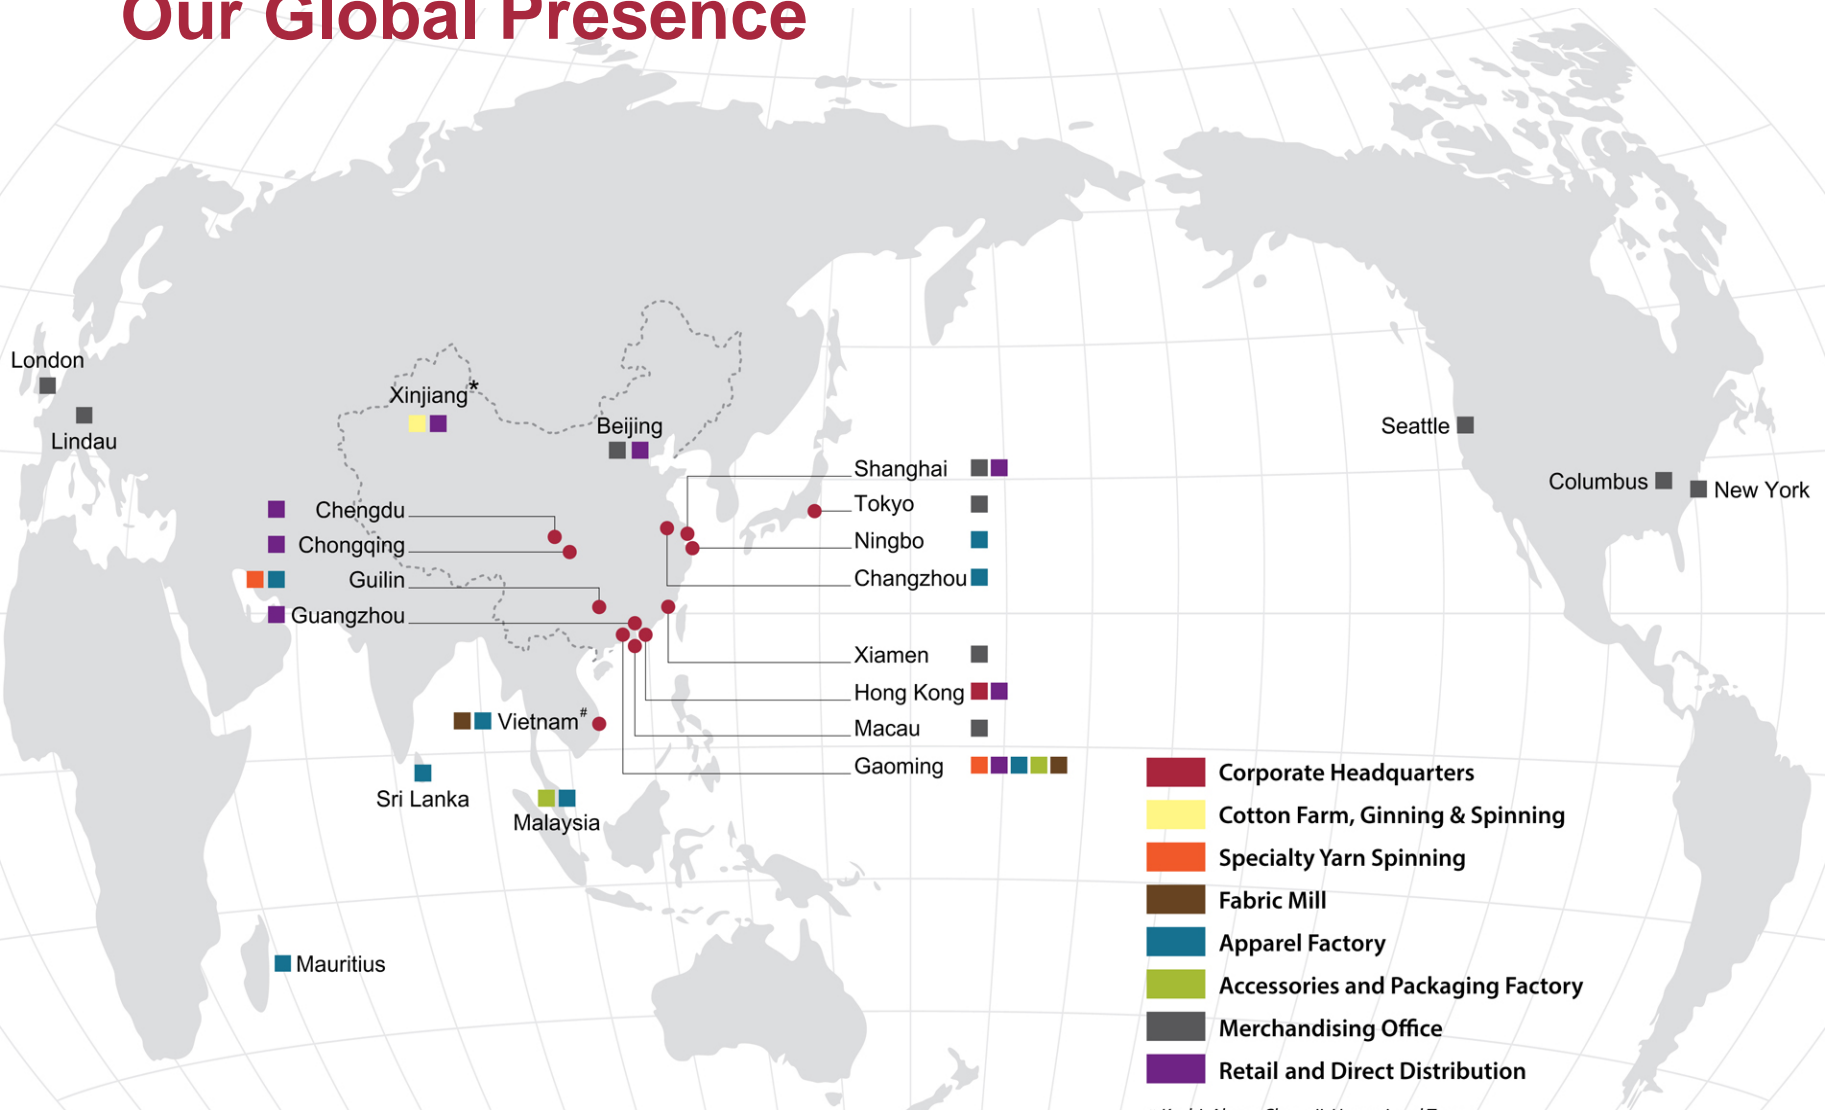 Our Global Presence
London
Lindau
Xinjiang*
Beijing
Chengdu
Chongqing
Guilin
Guangzhou
Shanghai
Tokyo
Ningbo
Changzhou
Xiamen
Hong Kong
Macau
Gaoming
Vietnam#
Sri Lanka
Malaysia
Mauritius
Seattle
Columbus
New York
Corporate Headquarters
Cotton Farm, Ginning & Spinning
Specialty Yarn Spinning
Fabric Mill
Apparel Factory
Accessories and Packaging Factory
Merchandising Office
Retail and Direct Distribution